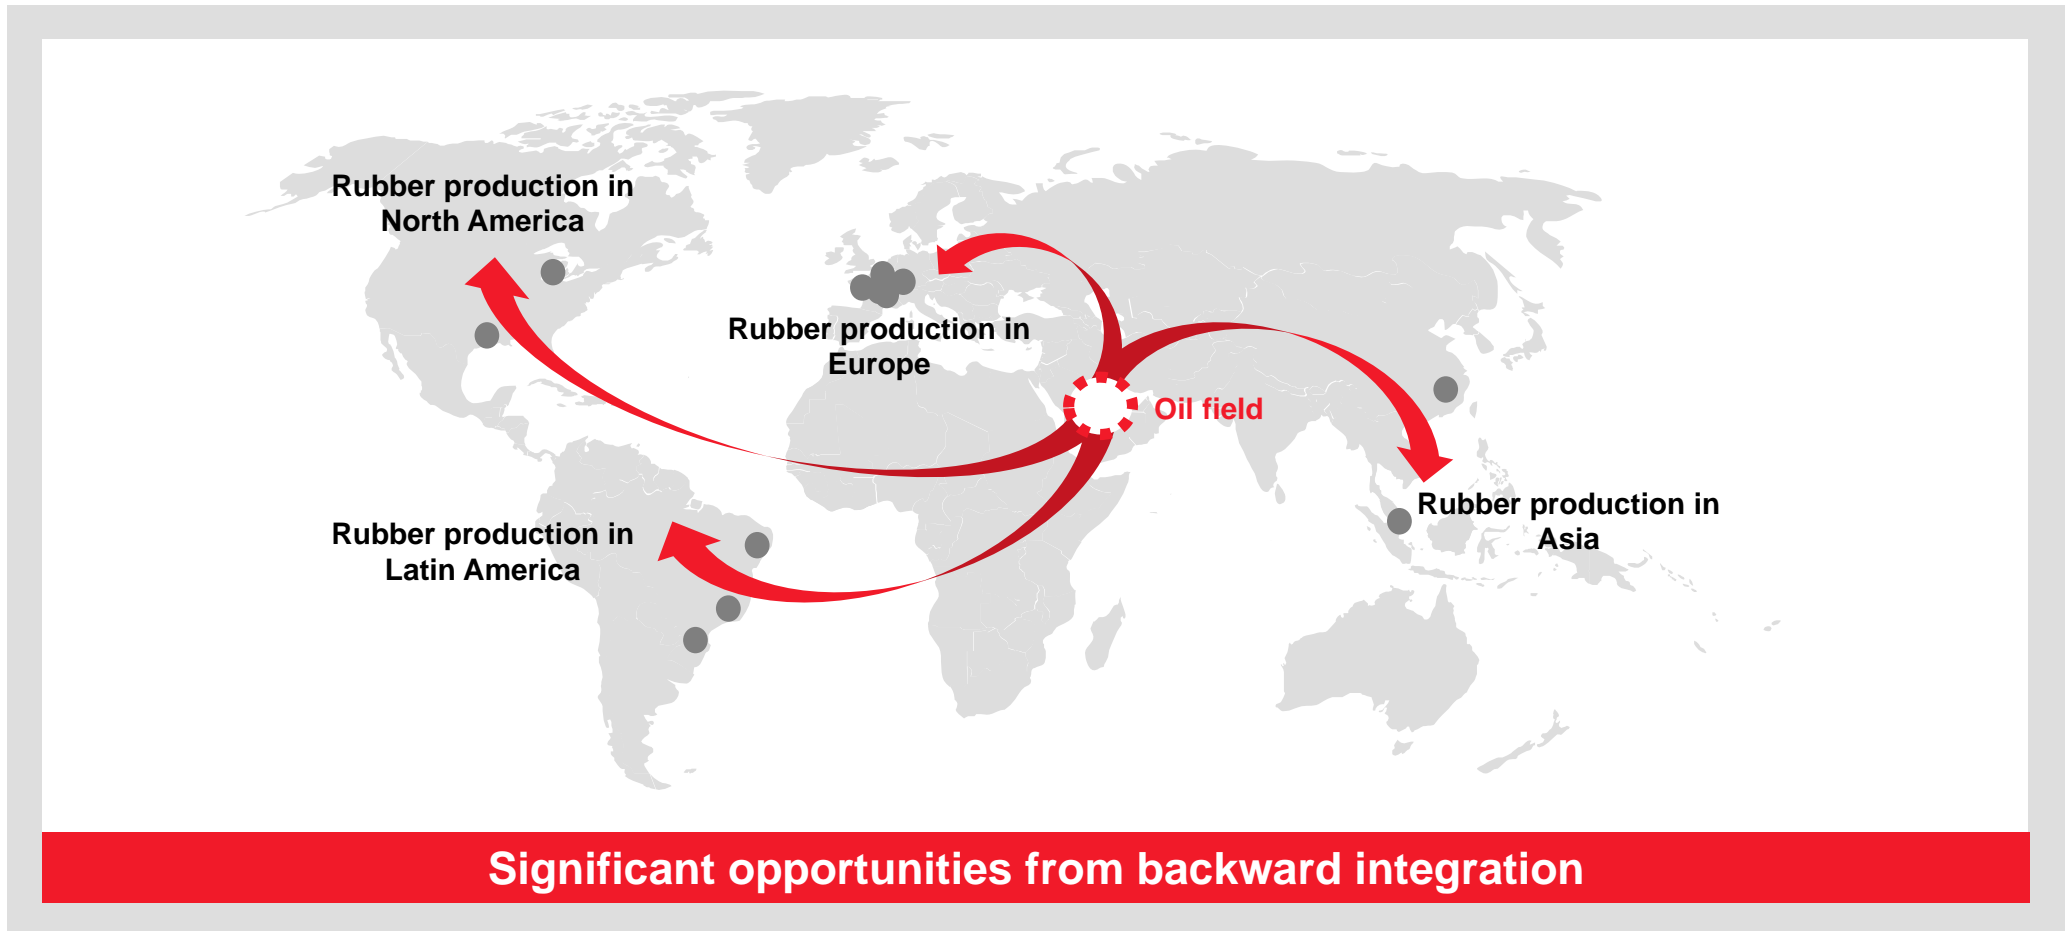 Rubber production in
North America
Rubber production in
Europe
Oil field
Rubber production in
Asia
Rubber production in
Latin America
Significant opportunities from backward integration